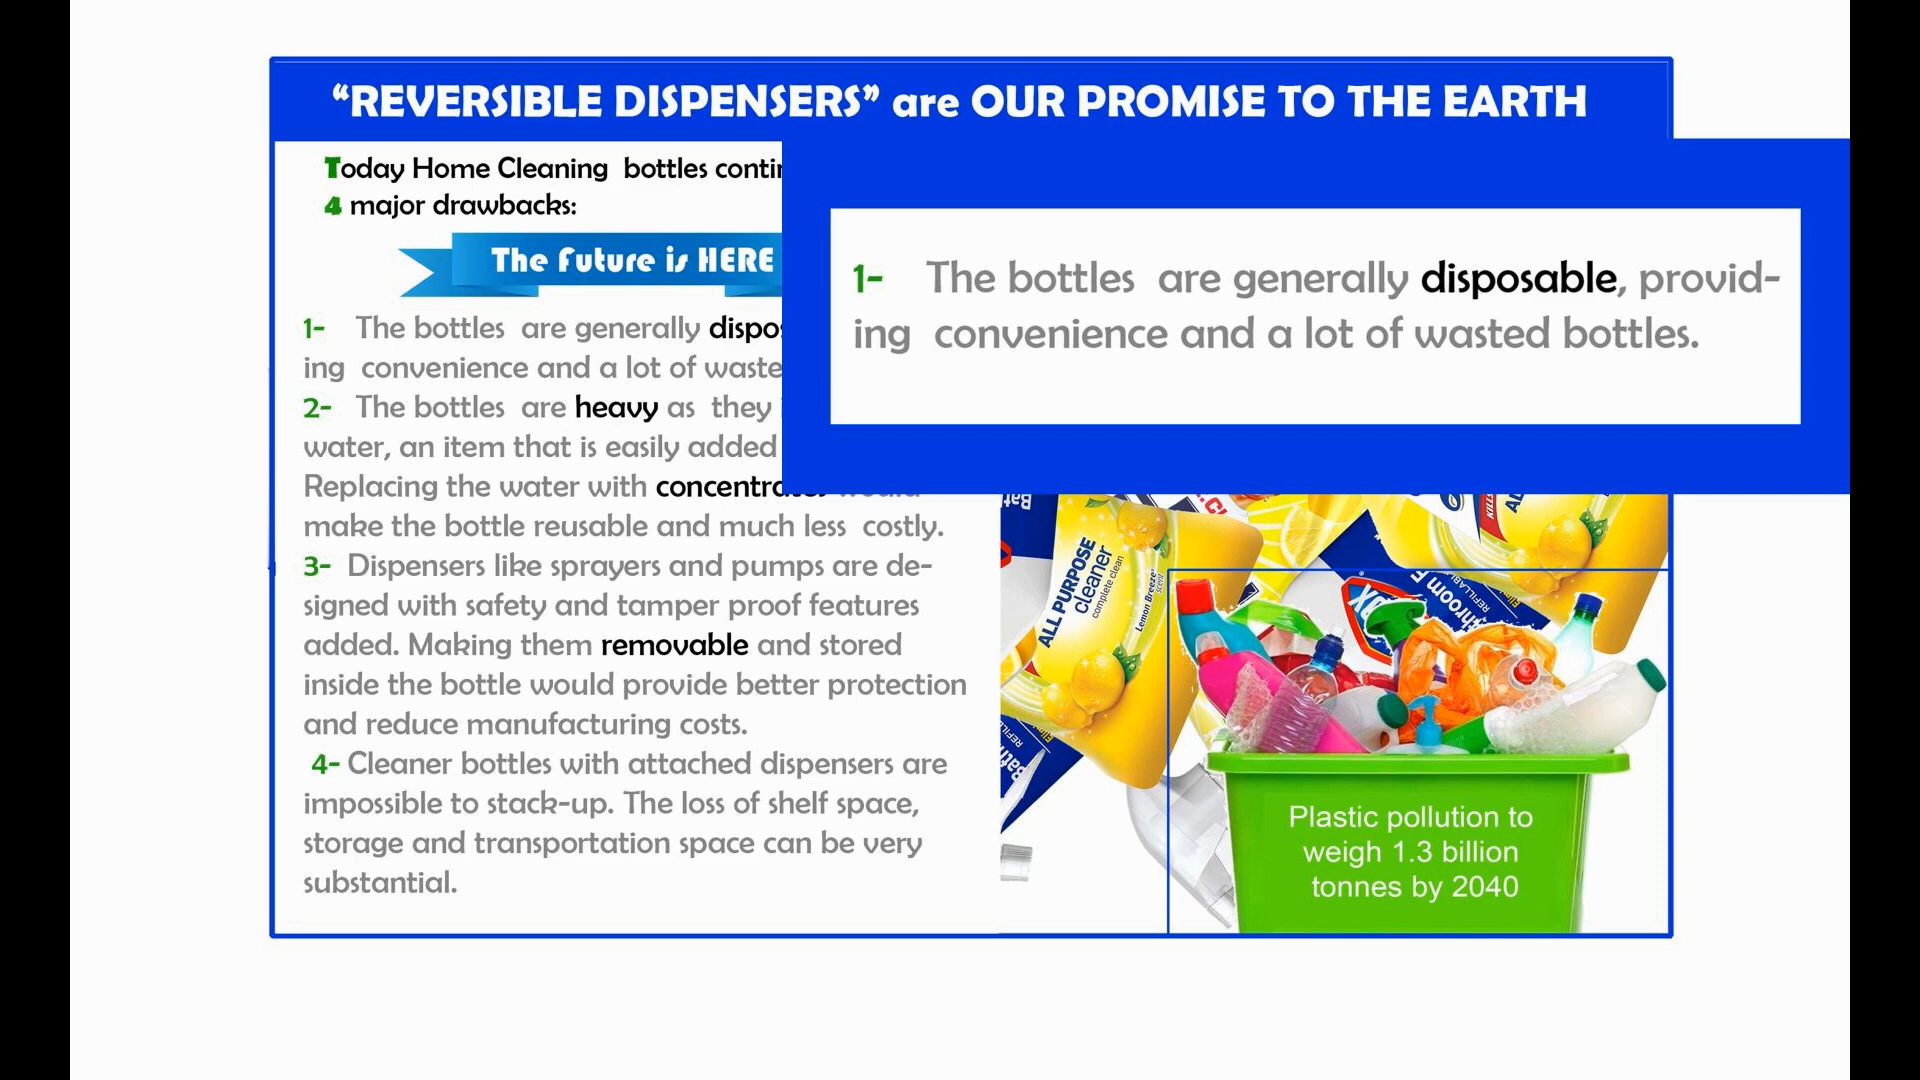 “REVERSIBLE DISPENSERS” are OUR PROMISE TO THE EARTH
Today Home Cleaning bottles
4 major drawbacks:
The Future is HERE
1- The bottles are generally
ing convenience and a lot of
2- The bottles are heavy as they
water, an item that is easily added
Replacing the water with concentrates would
make the bottle reusable and much less costly.
3- Dispensers like sprayers and pumps are de-
signed with safety and tamper proof features
added. Making them removable and stored
inside the bottle would provide better protection
and reduce manufacturing costs.
4- Cleaner bottles with attached dispensers are
impossible to stack-up. The loss of shelf space,
storage and transportation space can be very
substantial.
1- The bottles are generally disposable, provid-
ing convenience and a lot of wasted bottles.
ALL PURPOSE
cleaner
complete clean
Lemon Breeze
scent
KILLS
REFILLABLE
Plastic pollution to
weigh 1.3 billion
tonnes by 2040